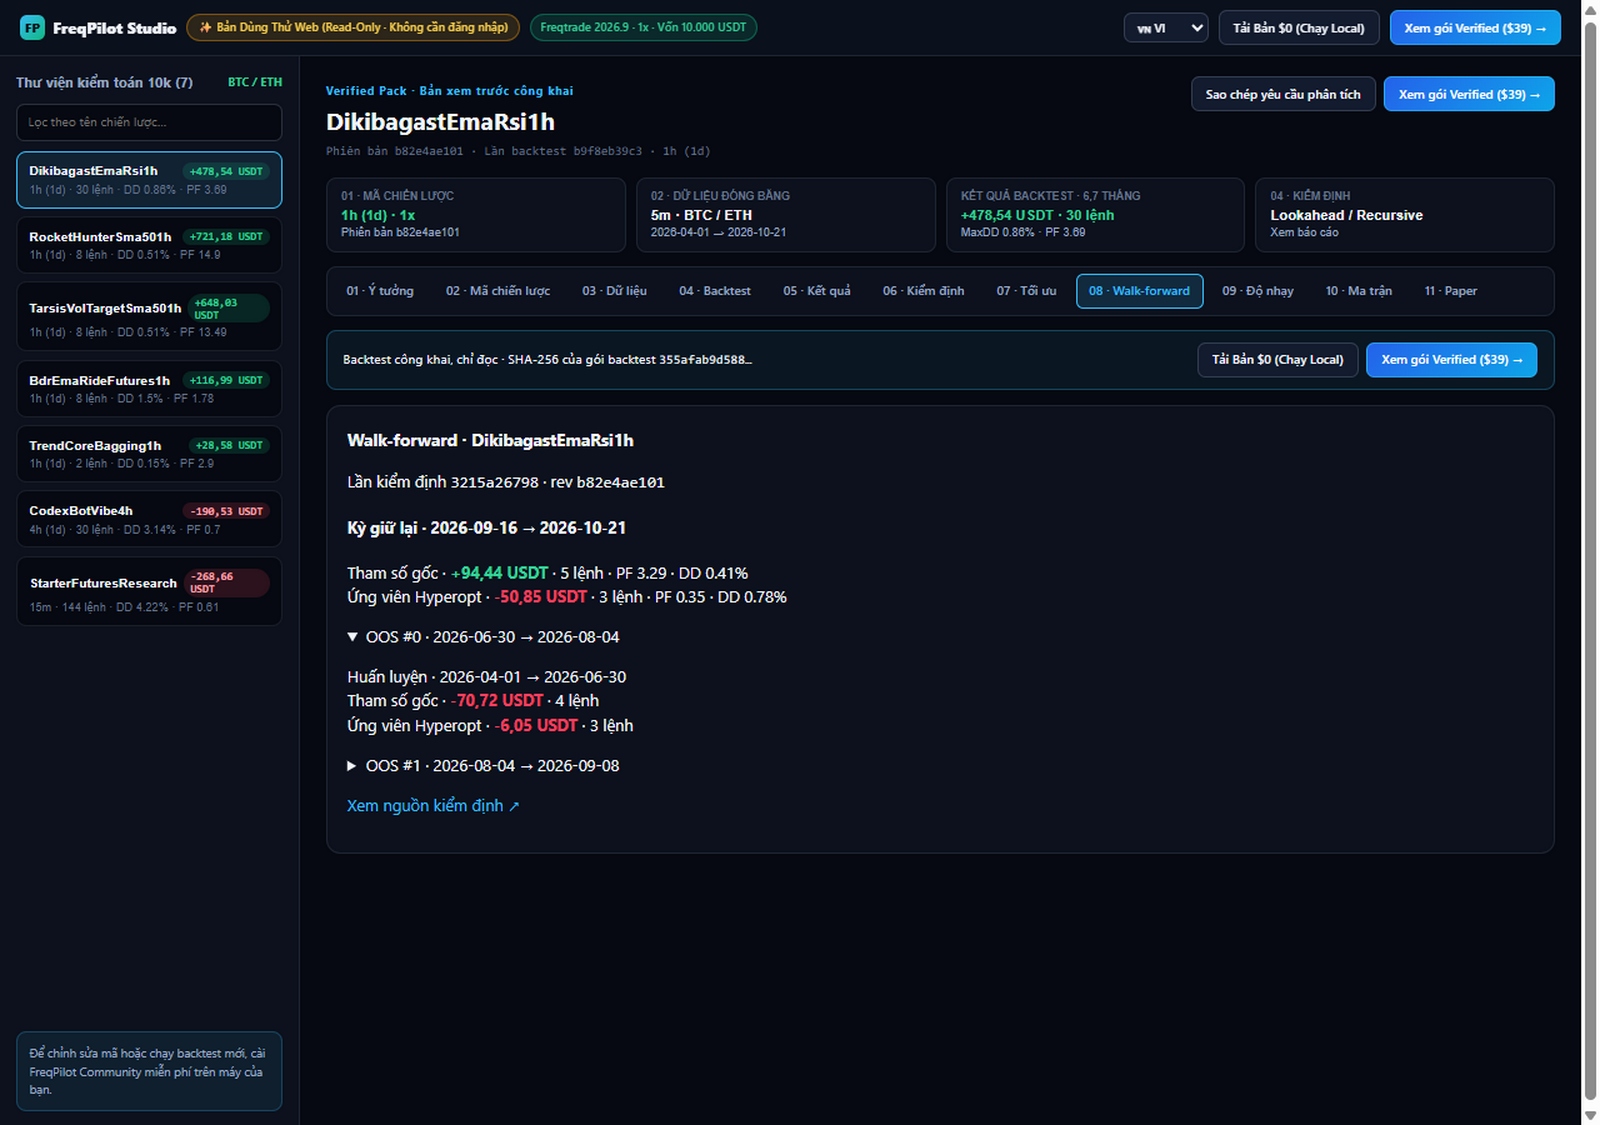 FP FreqPilot Studio
✨ Bản Dùng Thử Web (Read-Only · Không cần đăng nhập)
Freqtrade 2026.9 · 1x · Vốn 10.000 USDT
VN VI
Tải Bản $0 (Chạy Local)
Xem gói Verified ($39) →
Thư viện kiểm toán 10k (7)
BTC / ETH
Lọc theo tên chiến lược...
DikibagastEmaRsi1h +478,54 USDT
1h (1d) · 30 lệnh · DD 0.86% · PF 3.69
RocketHunterSma501h +721,18 USDT
1h (1d) · 8 lệnh · DD 0.51% · PF 14.9
TarsisVolTargetSma501h +648,03 USDT
1h (1d) · 8 lệnh · DD 0.51% · PF 13.49
BdrEmaRideFutures1h +116,99 USDT
1h (1d) · 8 lệnh · DD 1.5% · PF 1.78
TrendCoreBagging1h +28,58 USDT
1h (1d) · 2 lệnh · DD 0.15% · PF 2.9
CodexBotVibe4h -190,53 USDT
4h (1d) · 30 lệnh · DD 3.14% · PF 0.7
StarterFuturesResearch -268,66 USDT
15m · 144 lệnh · DD 4.22% · PF 0.61
Để chỉnh sửa mã hoặc chạy backtest mới, cài
FreqPilot Community miễn phí trên máy của
bạn.
Verified Pack · Bản xem trước công khai
DikibagastEmaRsi1h
Phiên bản b82e4ae101 · Lần backtest b9f8eb39c3 · 1h (1d)
Sao chép yêu cầu phân tích
Xem gói Verified ($39) →
01 · MÃ CHIẾN LƯỢC
1h (1d) · 1x
Phiên bản b82e4ae101
02 · DỮ LIỆU ĐÓNG BĂNG
5m · BTC / ETH
2026-04-01 → 2026-10-21
KẾT QUẢ BACKTEST · 6,7 THÁNG
+478,54 USDT · 30 lệnh
MaxDD 0.86% · PF 3.69
04 · KIỂM ĐỊNH
Lookahead / Recursive
Xem báo cáo
01 · Ý tưởng
02 · Mã chiến lược
03 · Dữ liệu
04 · Backtest
05 · Kết quả
06 · Kiểm định
07 · Tối ưu
08 · Walk-forward
09 · Độ nhạy
10 · Ma trận
11 · Paper
Backtest công khai, chỉ đọc · SHA-256 của gói backtest 355afab9d588…
Tải Bản $0 (Chạy Local)
Xem gói Verified ($39) →
Walk-forward · DikibagastEmaRsi1h
Lần kiểm định 3215a26798 · rev b82e4ae101
Kỳ giữ lại · 2026-09-16 → 2026-10-21
Tham số gốc · +94,44 USDT · 5 lệnh · PF 3.29 · DD 0.41%
Ứng viên Hyperopt · -50,85 USDT · 3 lệnh · PF 0.35 · DD 0.78%
▼ OOS #0 · 2026-06-30 → 2026-08-04
Huấn luyện · 2026-04-01 → 2026-06-30
Tham số gốc · -70,72 USDT · 4 lệnh
Ứng viên Hyperopt · -6,05 USDT · 3 lệnh
▶ OOS #1 · 2026-08-04 → 2026-09-08
Xem nguồn kiểm định ↗